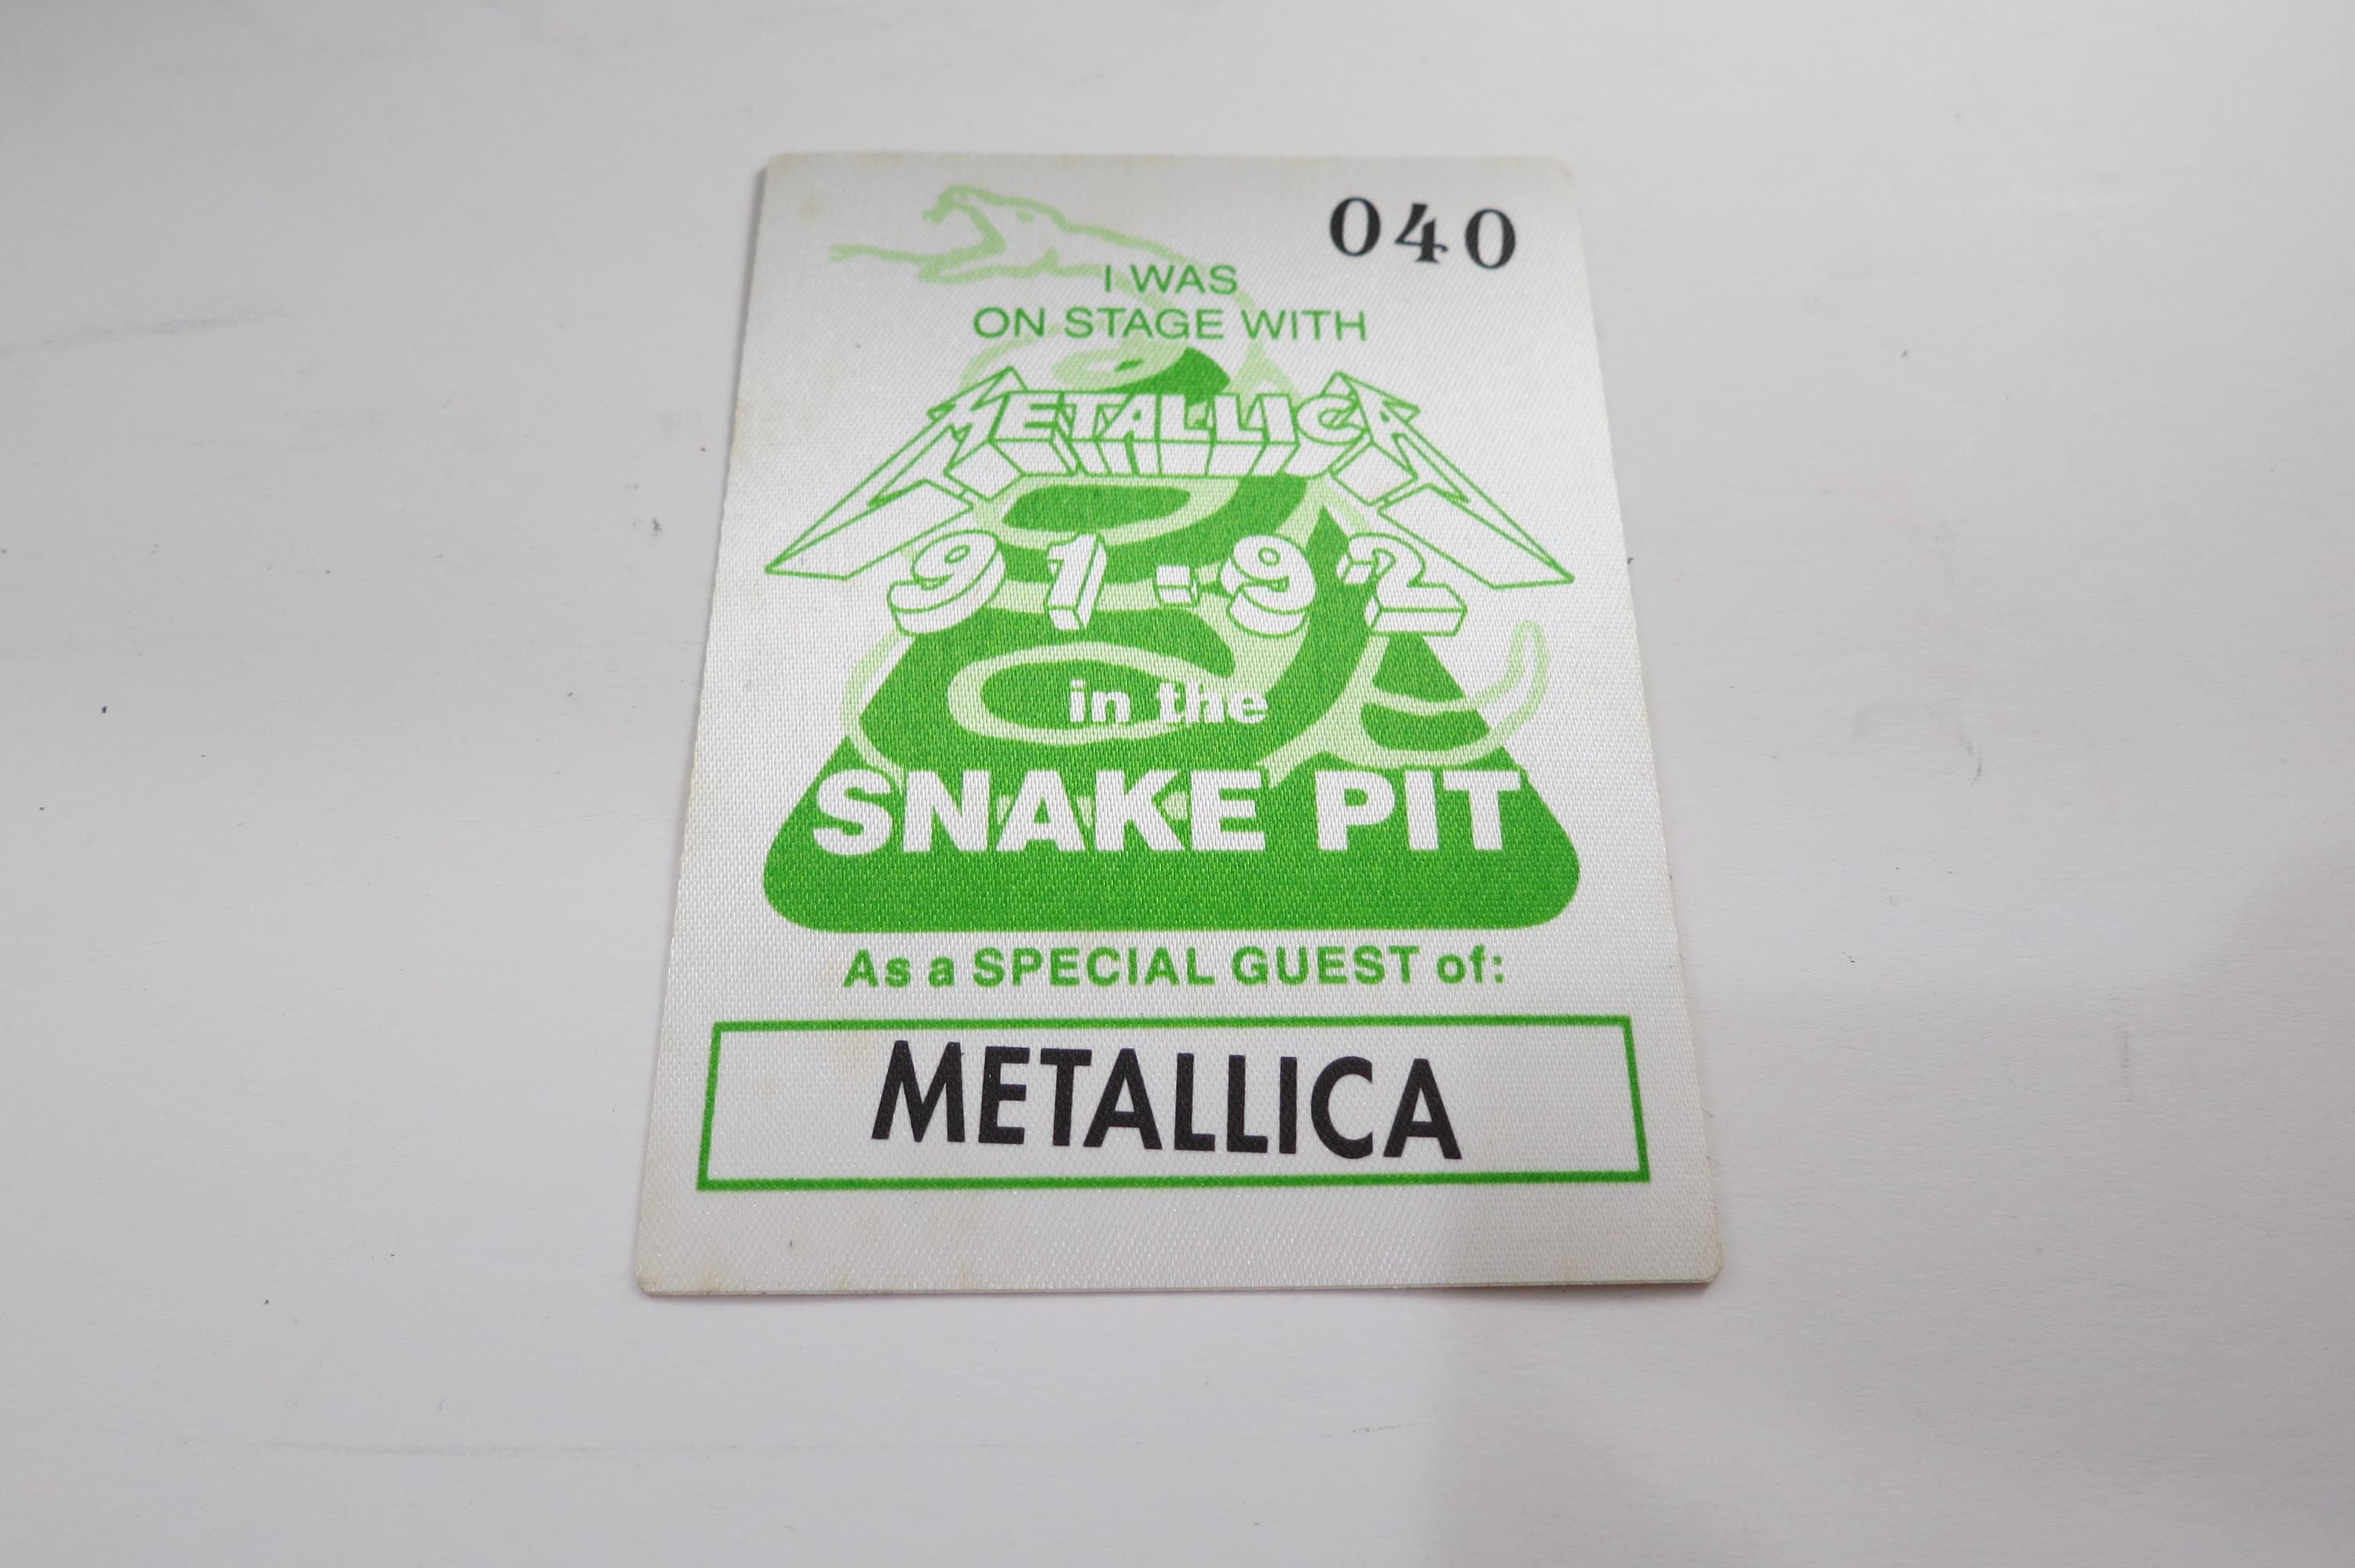 040
I WAS
ON STAGE WITH
METALLICA
91-92
in the
SNAKE PIT
As a SPECIAL GUEST of:
METALLICA